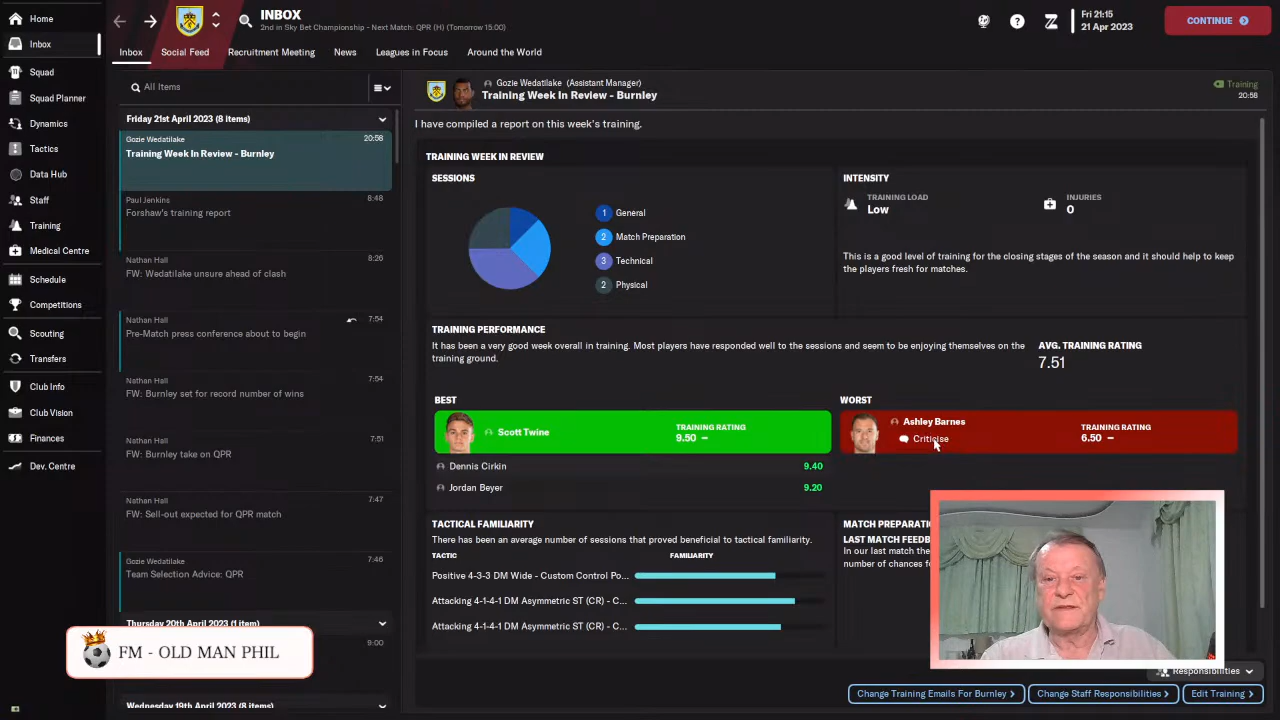 Home
Inbox
Squad
Squad Planner
Dynamics
Tactics
Data Hub
Staff
Training
Medical Centre
Schedule
Competitions
Scouting
Transfers
Club Info
Club Vision
Finances
Dev. Centre
INBOX
2nd in Sky Bet Championship - Next Match: QPR (H) (Tomorrow 15:00)
Fri 21:15
21 Apr 2023
CONTINUE
Inbox
Social Feed
Recruitment Meeting
News
Leagues in Focus
Around the World
All Items
Friday 21st April 2023 (8 items)
Gozie Wedatilake 20:58
Training Week In Review - Burnley
Paul Jenkins 8:48
Forshaw's training report
Nathan Hall 8:26
FW: Wedatilake unsure ahead of clash
Nathan Hall 7:54
Pre-Match press conference about to begin
Nathan Hall 7:54
FW: Burnley set for record number of wins
Nathan Hall 7:51
FW: Burnley take on QPR
Nathan Hall 7:47
FW: Sell-out expected for QPR match
Gozie Wedatilake 7:46
Team Selection Advice: QPR
Thursday 20th April 2023 (1 item)
9:00
FM - OLD MAN PHIL
Wednesday 19th April 2023 (8 items)
Gozie Wedatilake (Assistant Manager)
Training Week In Review - Burnley
Training
20:58
I have compiled a report on this week's training.
TRAINING WEEK IN REVIEW
SESSIONS
1 General
2 Match Preparation
3 Technical
2 Physical
INTENSITY
TRAINING LOAD
Low
INJURIES
0
This is a good level of training for the closing stages of the season and it should help to keep
the players fresh for matches.
TRAINING PERFORMANCE
It has been a very good week overall in training. Most players have responded well to the sessions and seem to be enjoying themselves on the
training ground.
AVG. TRAINING RATING
7.51
BEST
Scott Twine
TRAINING RATING
9.50
Dennis Cirkin 9.40
Jordan Beyer 9.20
WORST
Ashley Barnes
Criticise
TRAINING RATING
6.50
TACTICAL FAMILIARITY
There has been an average number of sessions that proved beneficial to tactical familiarity.
TACTIC FAMILIARITY
Positive 4-3-3 DM Wide - Custom Control Po...
Attacking 4-1-4-1 DM Asymmetric ST (CR) - C...
Attacking 4-1-4-1 DM Asymmetric ST (CR) - C...
MATCH PREPARATI
LAST MATCH FEEDB
In our last match the
number of chances f
Responsibilities
Change Training Emails For Burnley >
Change Staff Responsibilities >
Edit Training >